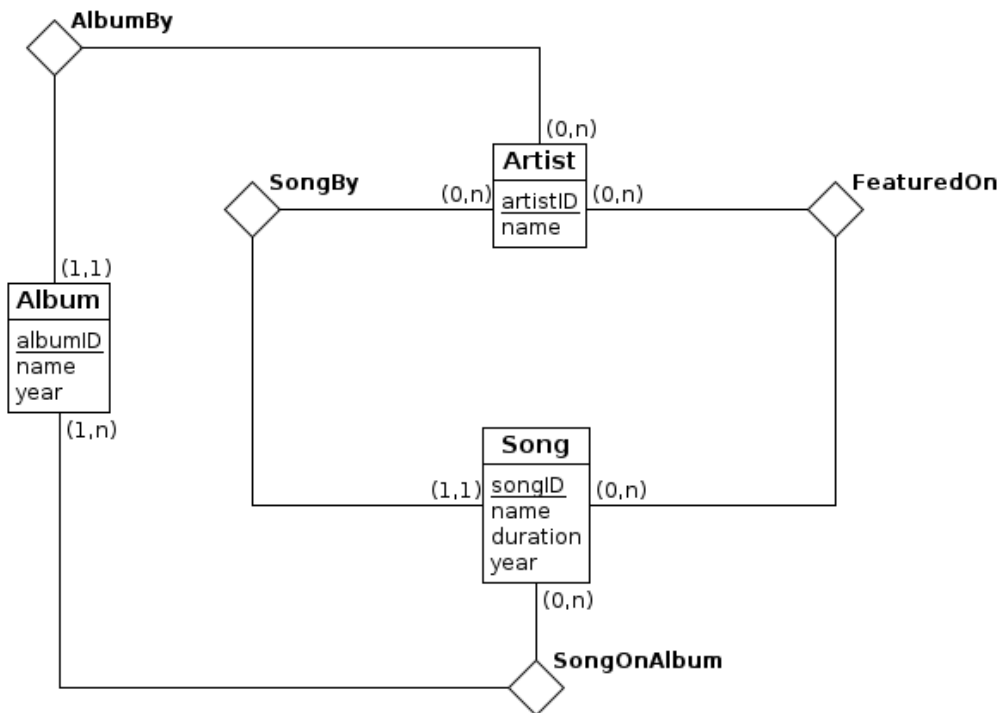 AlbumBy
(0,n)
Artist
artistID
name
SongBy
(0,n)
(0,n)
FeaturedOn
(1,1)
Album
albumID
name
year
(1,n)
Song
songID
name
duration
year
(1,1)
(0,n)
(0,n)
SongOnAlbum